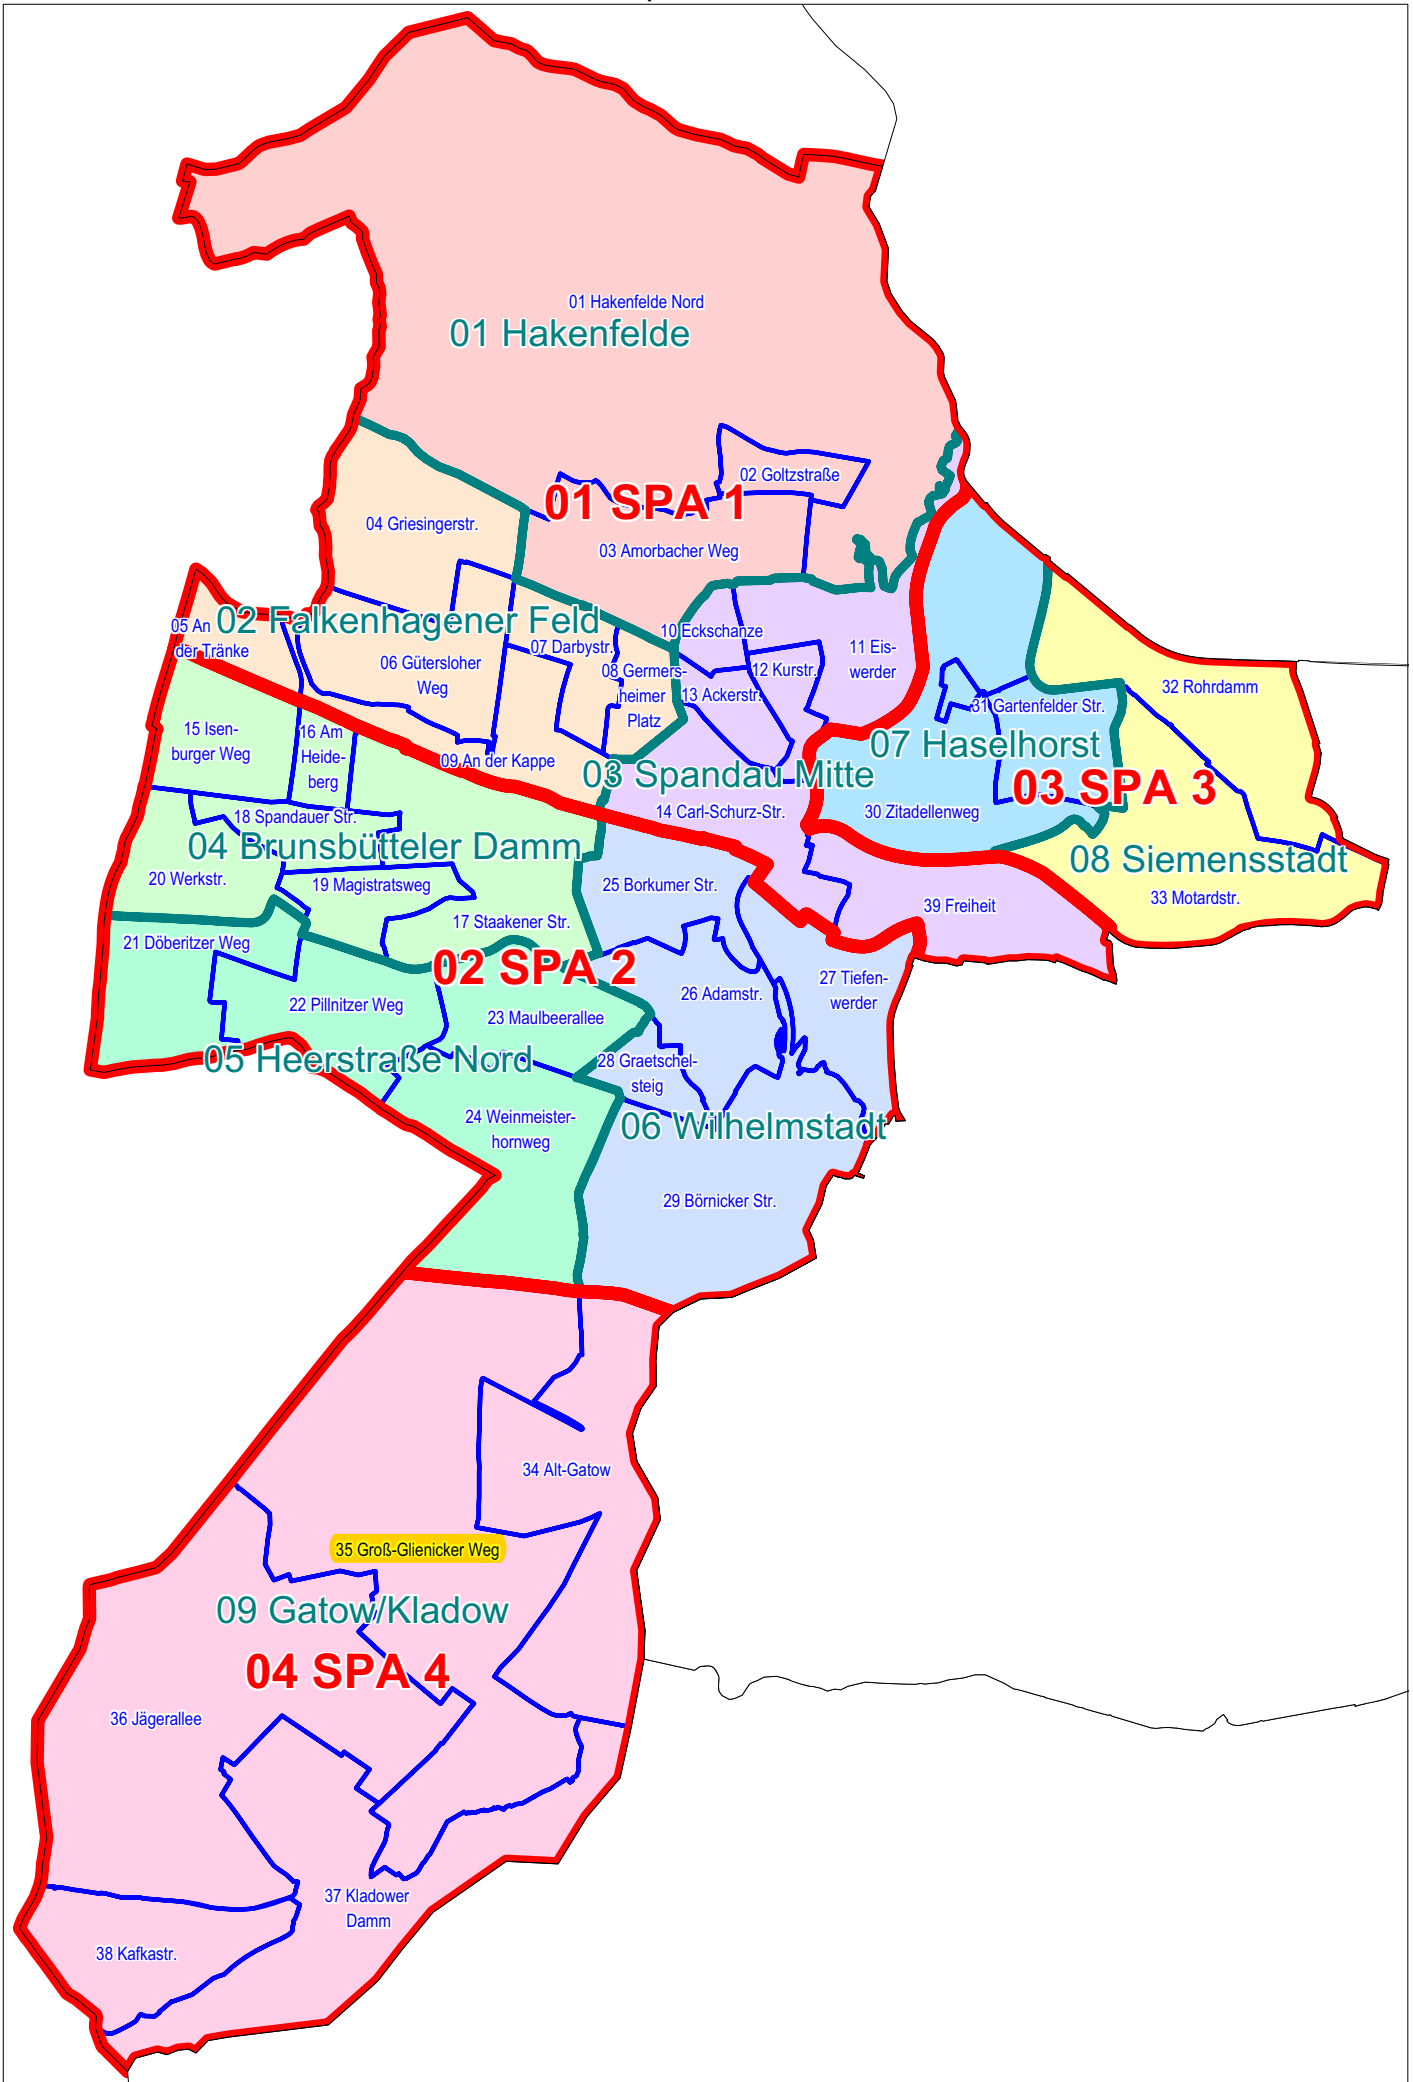 01 Hakenfelde Nord
01 Hakenfelde
02 Goltzstraße
01 SPA 1
04 Griesingerstr.
03 Amorbacher Weg
02 Falkenhagener Feld
05 An
der Tränke
10 Eckschanze
07 Darbystr.
11 Eis-
werder
06 Gütersloher
Weg
08 Germers-
heimer
Platz
12 Kurstr.
13 Ackerstr.
32 Rohrdamm
31 Gartenfelder Str.
15 Isen-
burger Weg
16 Am
Heide-
berg
07 Haselhorst
09 An der Kappe
03 Spandau Mitte
03 SPA 3
14 Carl-Schurz-Str.
30 Zitadellenweg
18 Spandauer Str.
04 Brunsbütteler Damm
08 Siemensstadt
20 Werkstr.
19 Magistratsweg
25 Borkumer Str.
33 Motardstr.
39 Freiheit
17 Staakener Str.
21 Döberitzer Weg
02 SPA 2
27 Tiefen-
werder
26 Adamstr.
22 Pillnitzer Weg
23 Maulbeerallee
05 Heerstraße Nord
28 Graetschel-
steig
24 Weinmeister-
hornweg
06 Wilhelmstadt
29 Börnicker Str.
34 Alt-Gatow
35 Groß-Glienicker Weg
09 Gatow/Kladow
04 SPA 4
36 Jägerallee
37 Kladower
Damm
38 Kafkastr.